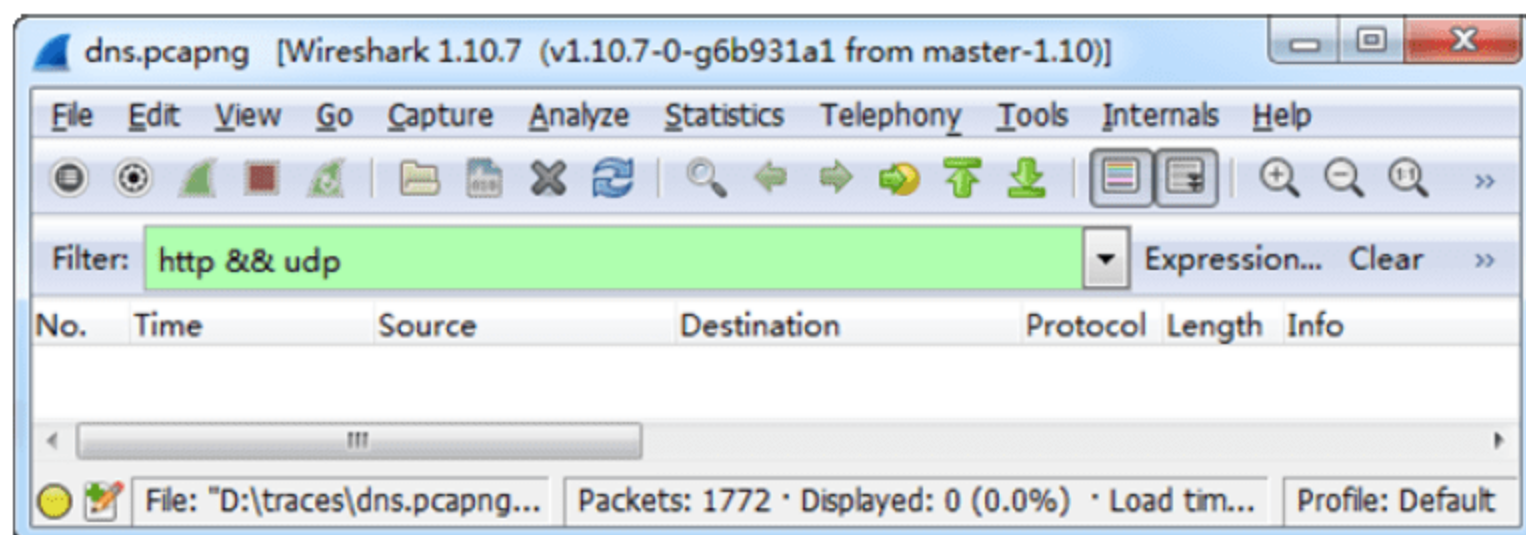 dns.pcapng [Wireshark 1.10.7 (v1.10.7-0-g6b931a1 from master-1.10)]
File Edit View Go Capture Analyze Statistics Telephony Tools Internals Help
Filter: http && udp Expression... Clear »
No. Time Source Destination Protocol Length Info
File: "D:\traces\dns.pcapng... Packets: 1772 · Displayed: 0 (0.0%) · Load tim... Profile: Default